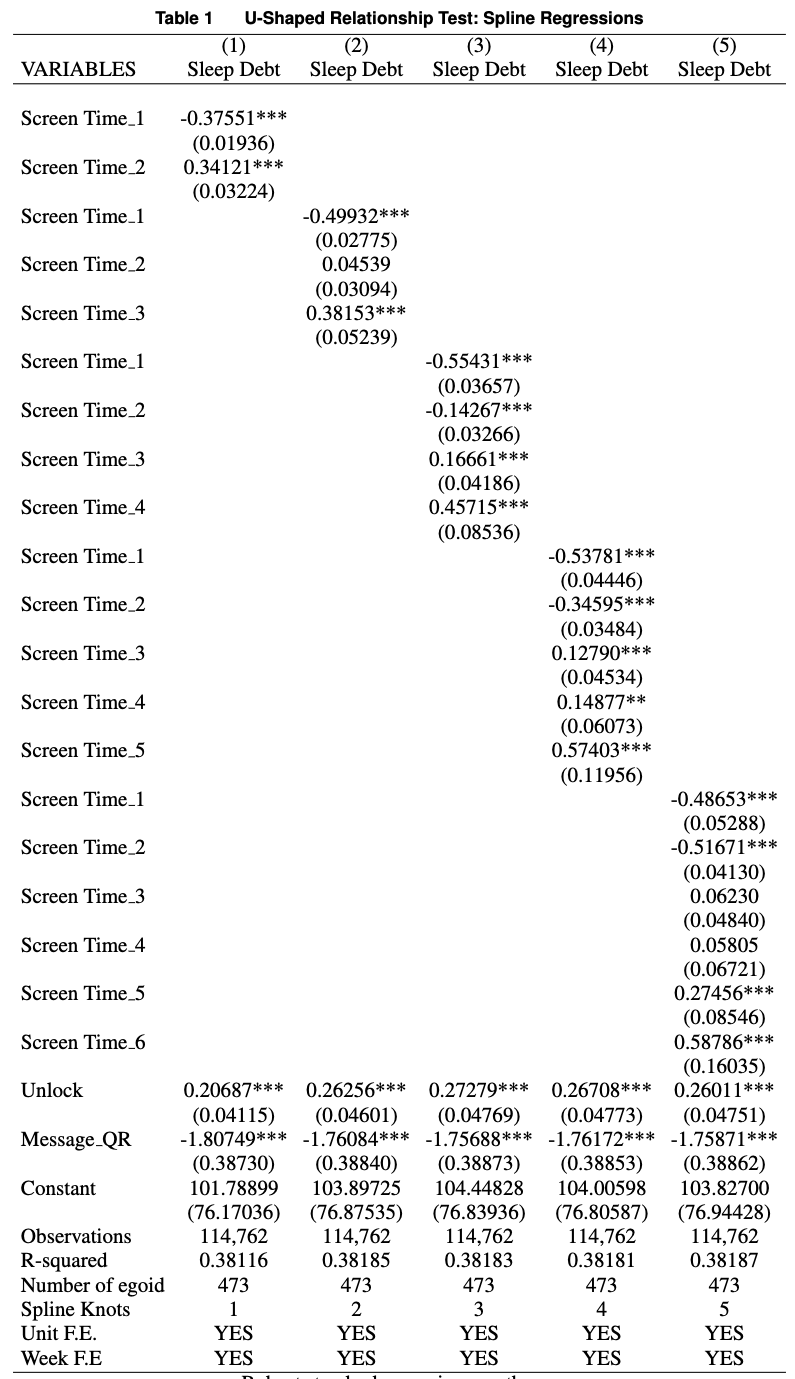 Table 1 U-Shaped Relationship Test: Spline Regressions
(1) (2) (3) (4) (5)
VARIABLES Sleep Debt Sleep Debt Sleep Debt Sleep Debt Sleep Debt
Screen Time_1 -0.37551***
(0.01936)
Screen Time_2 0.34121***
(0.03224)
Screen Time_1 -0.49932***
(0.02775)
Screen Time_2 0.04539
(0.03094)
Screen Time_3 0.38153***
(0.05239)
Screen Time_1 -0.55431***
(0.03657)
Screen Time_2 -0.14267***
(0.03266)
Screen Time_3 0.16661***
(0.04186)
Screen Time_4 0.45715***
(0.08536)
Screen Time_1 -0.53781***
(0.04446)
Screen Time_2 -0.34595***
(0.03484)
Screen Time_3 0.12790***
(0.04534)
Screen Time_4 0.14877**
(0.06073)
Screen Time_5 0.57403***
(0.11956)
Screen Time_1 -0.48653***
(0.05288)
Screen Time_2 -0.51671***
(0.04130)
Screen Time_3 0.06230
(0.04840)
Screen Time_4 0.05805
(0.06721)
Screen Time_5 0.27456***
(0.08546)
Screen Time_6 0.58786***
(0.16035)
Unlock 0.20687*** 0.26256*** 0.27279*** 0.26708*** 0.26011***
(0.04115) (0.04601) (0.04769) (0.04773) (0.04751)
Message_QR -1.80749*** -1.76084*** -1.75688*** -1.76172*** -1.75871***
(0.38730) (0.38840) (0.38873) (0.38853) (0.38862)
Constant 101.78899 103.89725 104.44828 104.00598 103.82700
(76.17036) (76.87535) (76.83936) (76.80587) (76.94428)
Observations 114,762 114,762 114,762 114,762 114,762
R-squared 0.38116 0.38185 0.38183 0.38181 0.38187
Number of egoid 473 473 473 473 473
Spline Knots 1 2 3 4 5
Unit F.E. YES YES YES YES YES
Week F.E YES YES YES YES YES